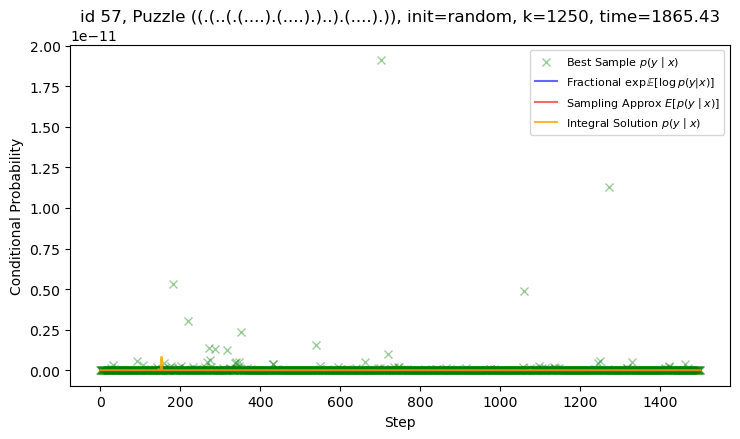 id 57, Puzzle ((.(..(.(....).(....).)..).(....).)), init=random, k=1250, time=1865.43
1e−11
2.00
1.75
1.50
1.25
1.00
0.75
0.50
0.25
0.00
Conditional Probability
Best Sample p(y | x)
Fractional exp𝔼[log p(y|x)]
Sampling Approx E[p(y | x)]
Integral Solution p(y | x)
0 200 400 600 800 1000 1200 1400
Step